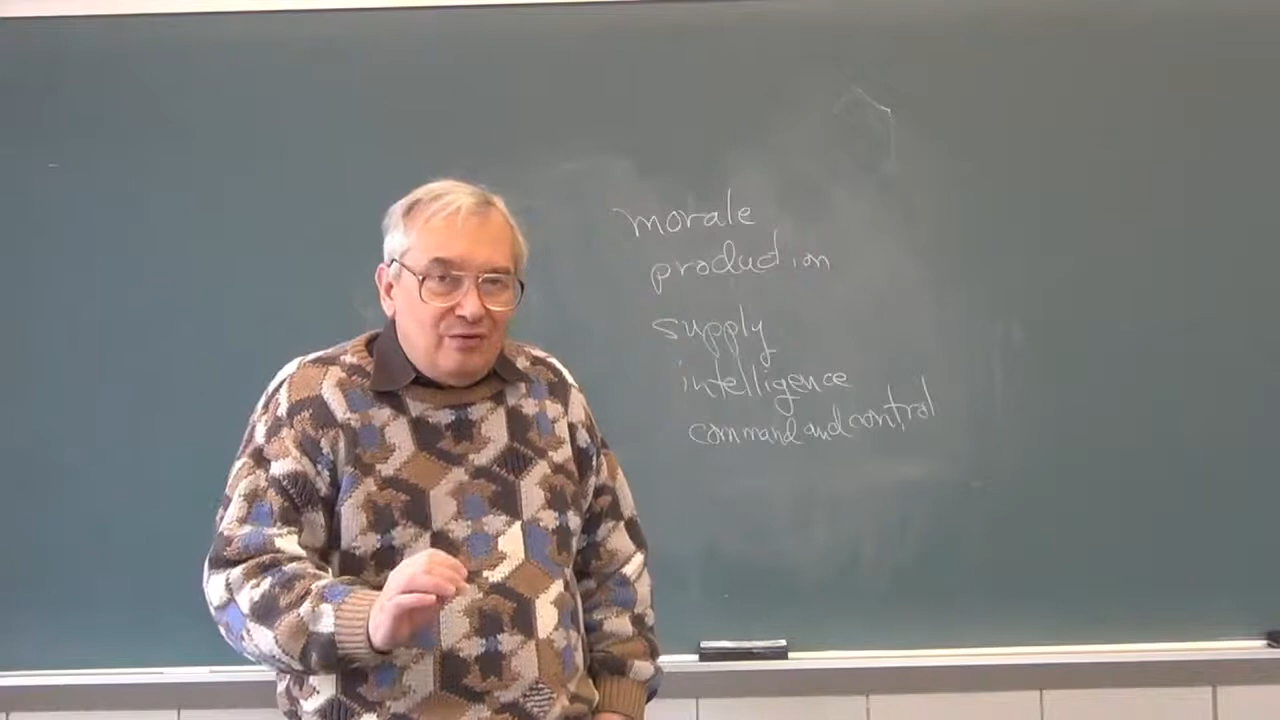 morale
production
supply
intelligence
command and control